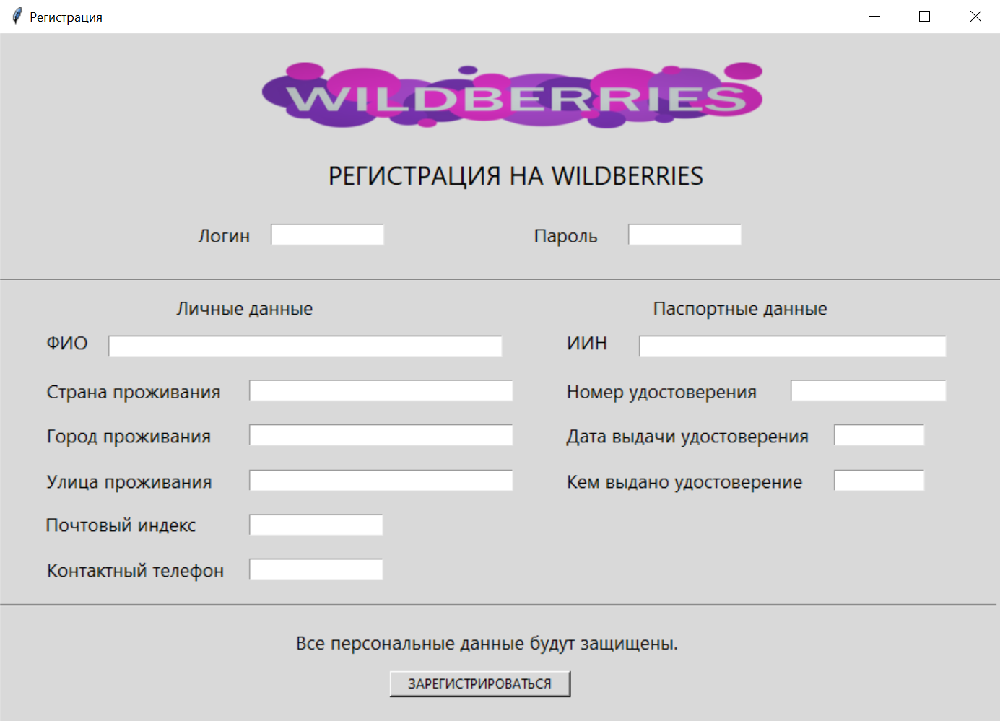 Регистрация
WILDBERRIES
РЕГИСТРАЦИЯ НА WILDBERRIES
Логин
Пароль
Личные данные
ФИО
Страна проживания
Город проживания
Улица проживания
Почтовый индекс
Контактный телефон
Паспортные данные
ИИН
Номер удостоверения
Дата выдачи удостоверения
Кем выдано удостоверение
Все персональные данные будут защищены.
ЗАРЕГИСТРИРОВАТЬСЯ